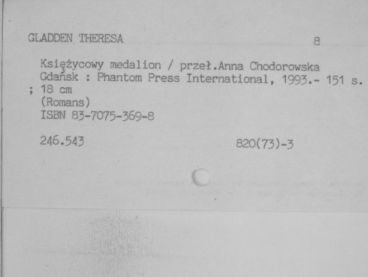 GLADDEN THERESA 8
Księżycowy medalion / przeł.Anna Chodorowska
Gdańsk : Phantom Press International, 1993.- 151 s.
; 18 cm
(Romans)
ISBN 83-7075-369-8
246.543 820(73)-3